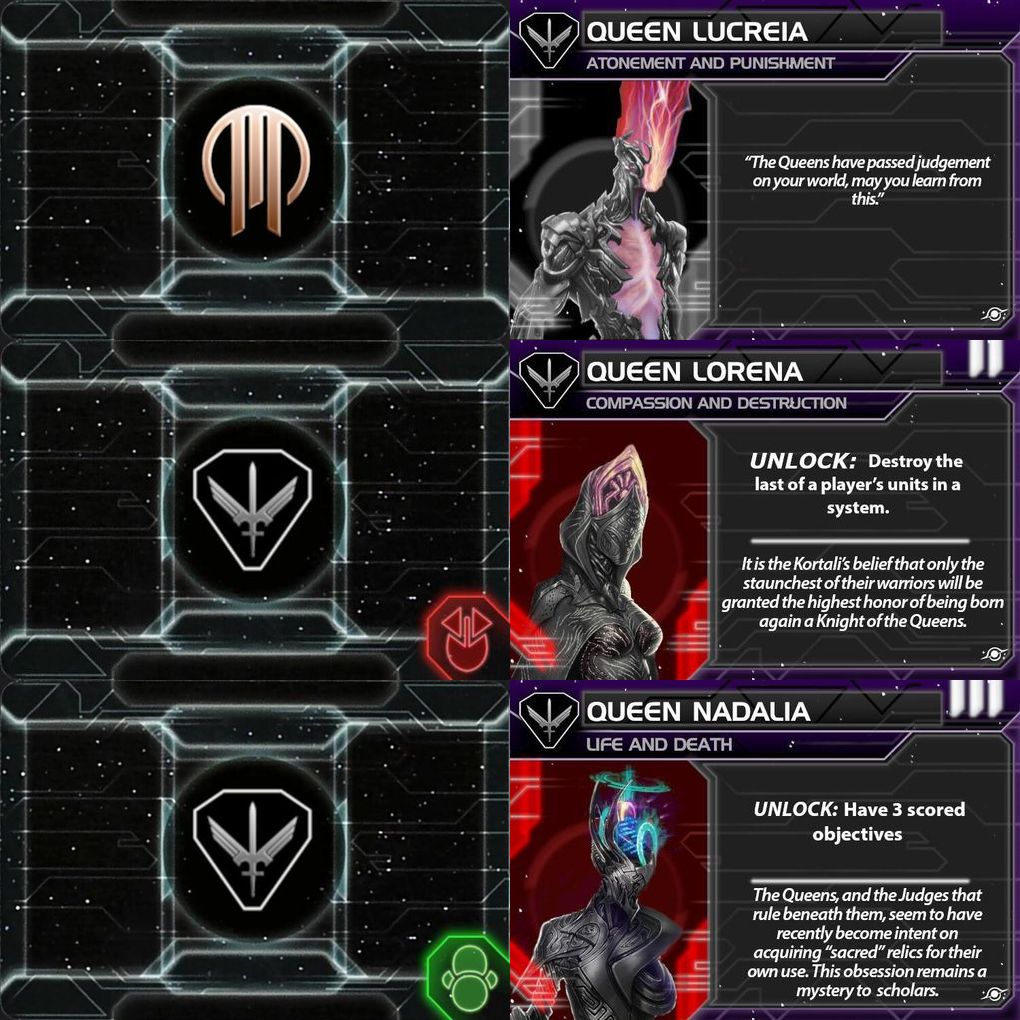 QUEEN LUCREIA
ATONEMENT AND PUNISHMENT
“The Queens have passed judgement
on your world, may you learn from
this.”
II
QUEEN LORENA
COMPASSION AND DESTRUCTION
UNLOCK: Destroy the
last of a player’s units in a
system.
It is the Kortali’s belief that only the
staunchest of their warriors will be
granted the highest honor of being born
again a Knight of the Queens.
III
QUEEN NADALIA
LIFE AND DEATH
UNLOCK: Have 3 scored
objectives
The Queens, and the Judges that
rule beneath them, seem to have
recently become intent on
acquiring “sacred” relics for their
own use. This obsession remains a
mystery to scholars.